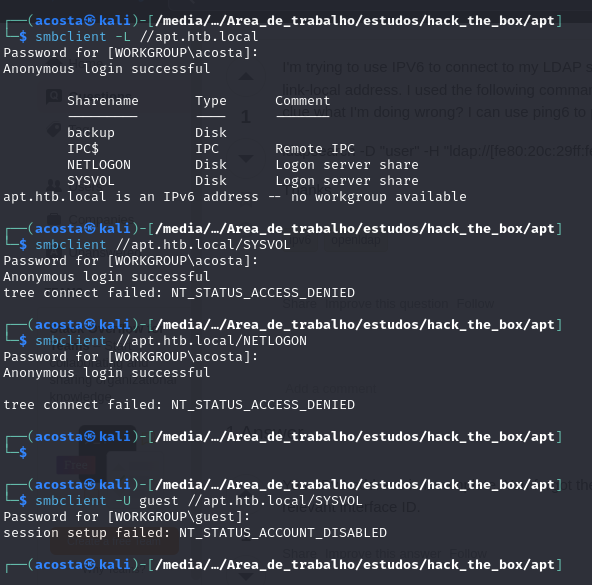 ┌──(acosta㉿kali)-[/media/…/Area_de_trabalho/estudos/hack_the_box/apt]
└─$ smbclient -L //apt.htb.local
Password for [WORKGROUP\acosta]:
Anonymous login successful
Sharename Type Comment
--------- ---- -------
backup Disk
IPC$ IPC Remote IPC
NETLOGON Disk Logon server share
SYSVOL Disk Logon server share
apt.htb.local is an IPv6 address -- no workgroup available
┌──(acosta㉿kali)-[/media/…/Area_de_trabalho/estudos/hack_the_box/apt]
└─$ smbclient //apt.htb.local/SYSVOL
Password for [WORKGROUP\acosta]:
Anonymous login successful
tree connect failed: NT_STATUS_ACCESS_DENIED
┌──(acosta㉿kali)-[/media/…/Area_de_trabalho/estudos/hack_the_box/apt]
└─$ smbclient //apt.htb.local/NETLOGON
Password for [WORKGROUP\acosta]:
Anonymous login successful
tree connect failed: NT_STATUS_ACCESS_DENIED
┌──(acosta㉿kali)-[/media/…/Area_de_trabalho/estudos/hack_the_box/apt]
└─$
┌──(acosta㉿kali)-[/media/…/Area_de_trabalho/estudos/hack_the_box/apt]
└─$ smbclient -U guest //apt.htb.local/SYSVOL
Password for [WORKGROUP\guest]:
session setup failed: NT_STATUS_ACCOUNT_DISABLED
┌──(acosta㉿kali)-[/media/…/Area_de_trabalho/estudos/hack_the_box/apt]